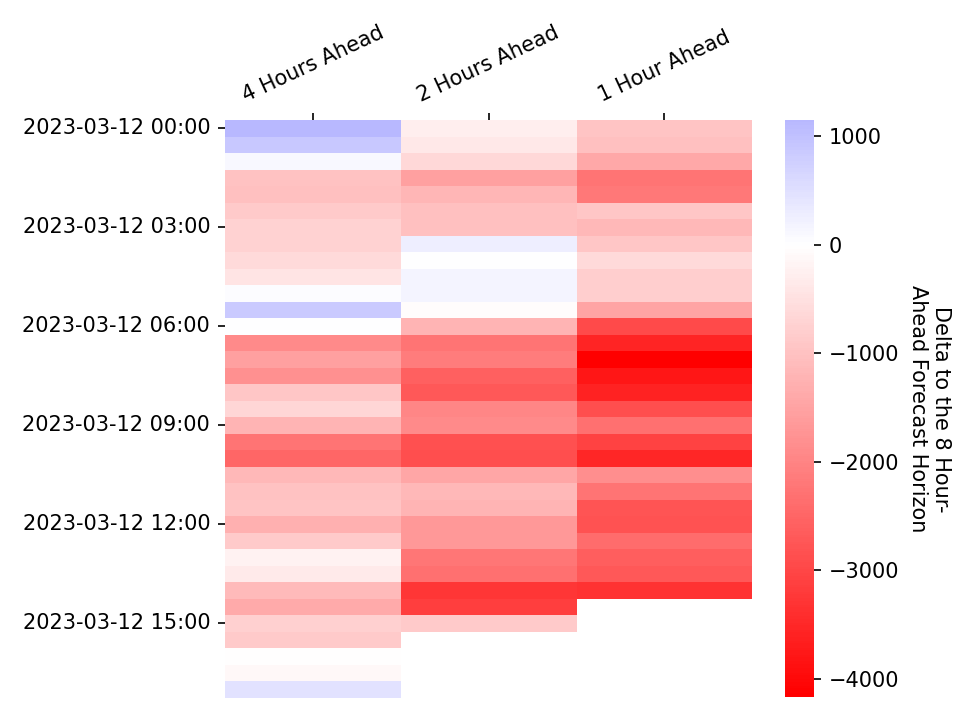 4 Hours Ahead
2 Hours Ahead
1 Hour Ahead
2023-03-12 00:00
2023-03-12 03:00
2023-03-12 06:00
2023-03-12 09:00
2023-03-12 12:00
2023-03-12 15:00
1000
0
−1000
−2000
−3000
−4000
Delta to the 8 Hour-
Ahead Forecast Horizon